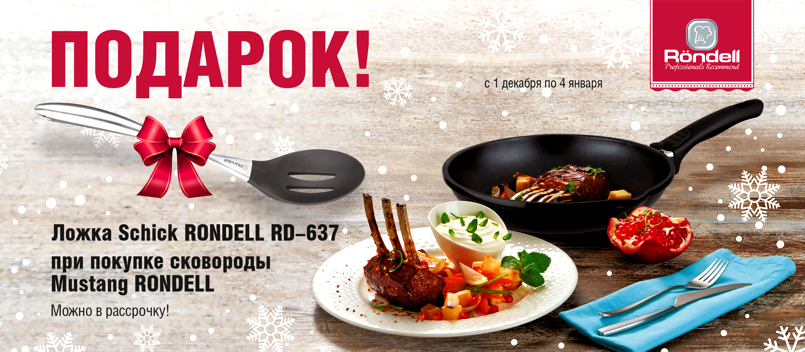 ПОДАРОК!
Röndell
Professionals Recommend
с 1 декабря по 4 января
Röndell
Ложка Schick RONDELL RD-637
при покупке сковороды
Mustang RONDELL
Можно в рассрочку!